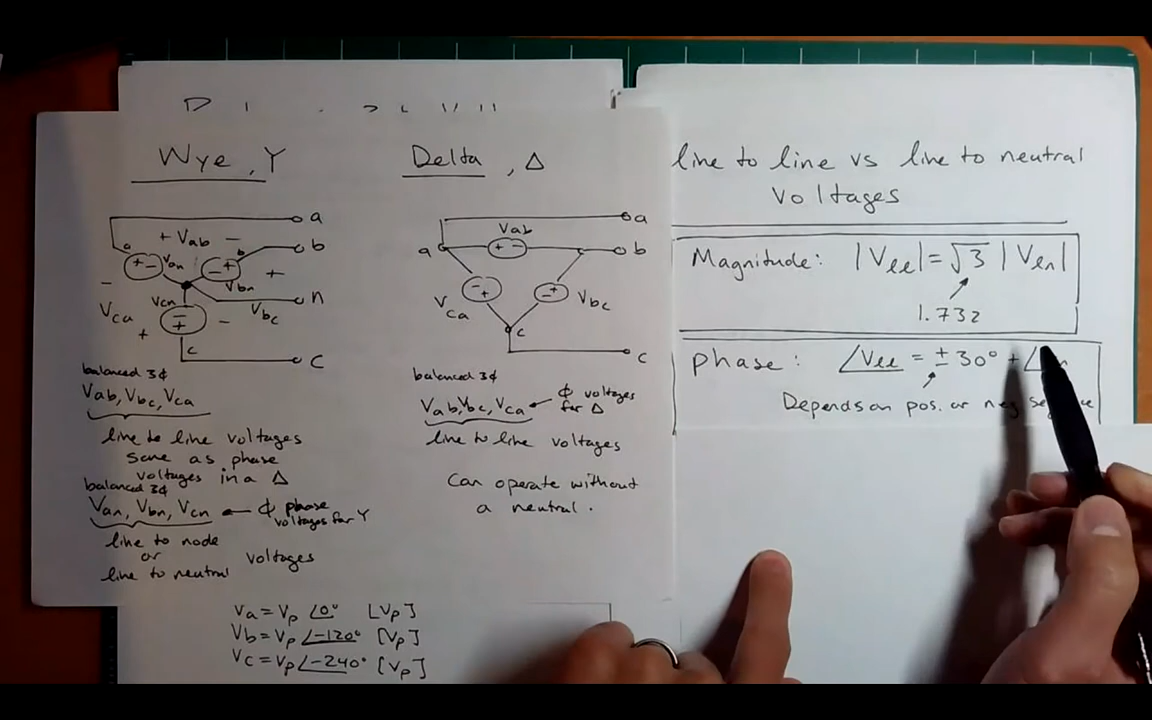 Wye, Y
a
+ Vab -
b
a
b
+ -
Van
- +
Vbn
+
-
n
Vcn
Vca
+
- +
-
Vbc
c
c
balanced 3ϕ
Vab, Vbc, Vca
line to line voltages
same as phase
voltages in a Δ
balanced 3ϕ
Van, Vbn, Vcn ← ϕ phase
voltages for Y
line to node
or voltages
line to neutral
Va = Vp ∠0° [Vp]
Vb = Vp ∠-120° [Vp]
Vc = Vp ∠-240° [Vp]
Delta, Δ
a
Vab
a
+ -
b
- +
- +
Vca
Vbc
c
c
balanced 3ϕ
Vab, Vbc, Vca ← ϕ voltages
for Δ
line to line voltages
Can operate without
a neutral.
line to line vs line to neutral
voltages
Magnitude: |Vll| = √3 |Vln|
1.732
phase: ∠Vll = ±30° + ∠
Depends on pos. or neg